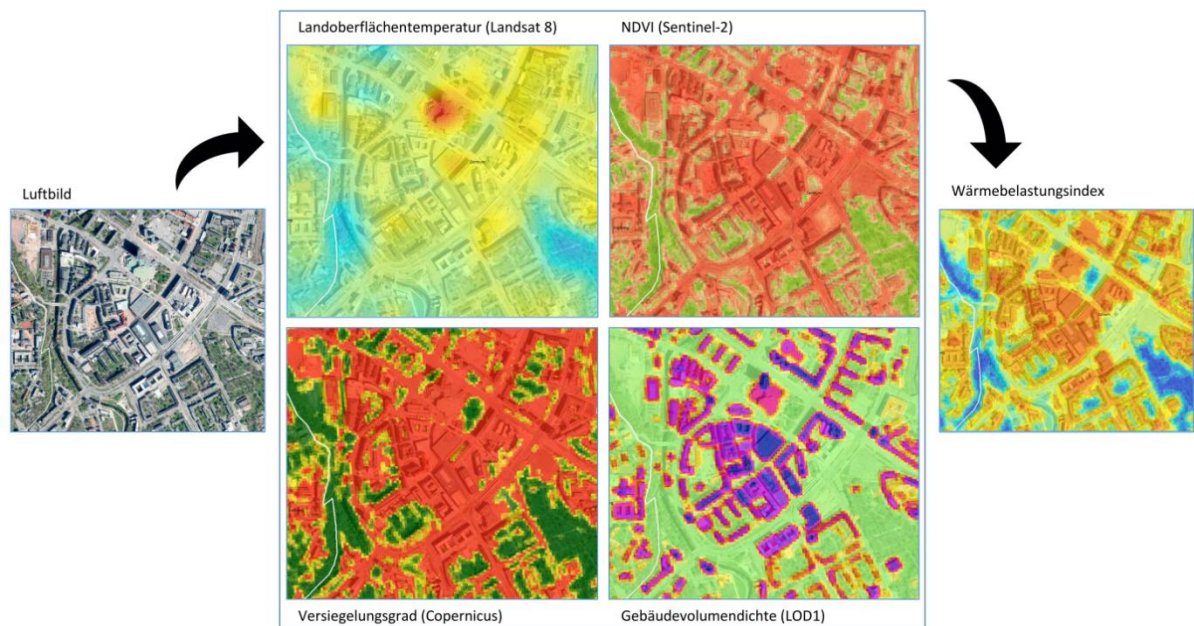 Landoberflächentemperatur (Landsat 8)
NDVI (Sentinel-2)
Luftbild
Wärmebelastungsindex
Versiegelungsgrad (Copernicus)
Gebäudevolumendichte (LOD1)